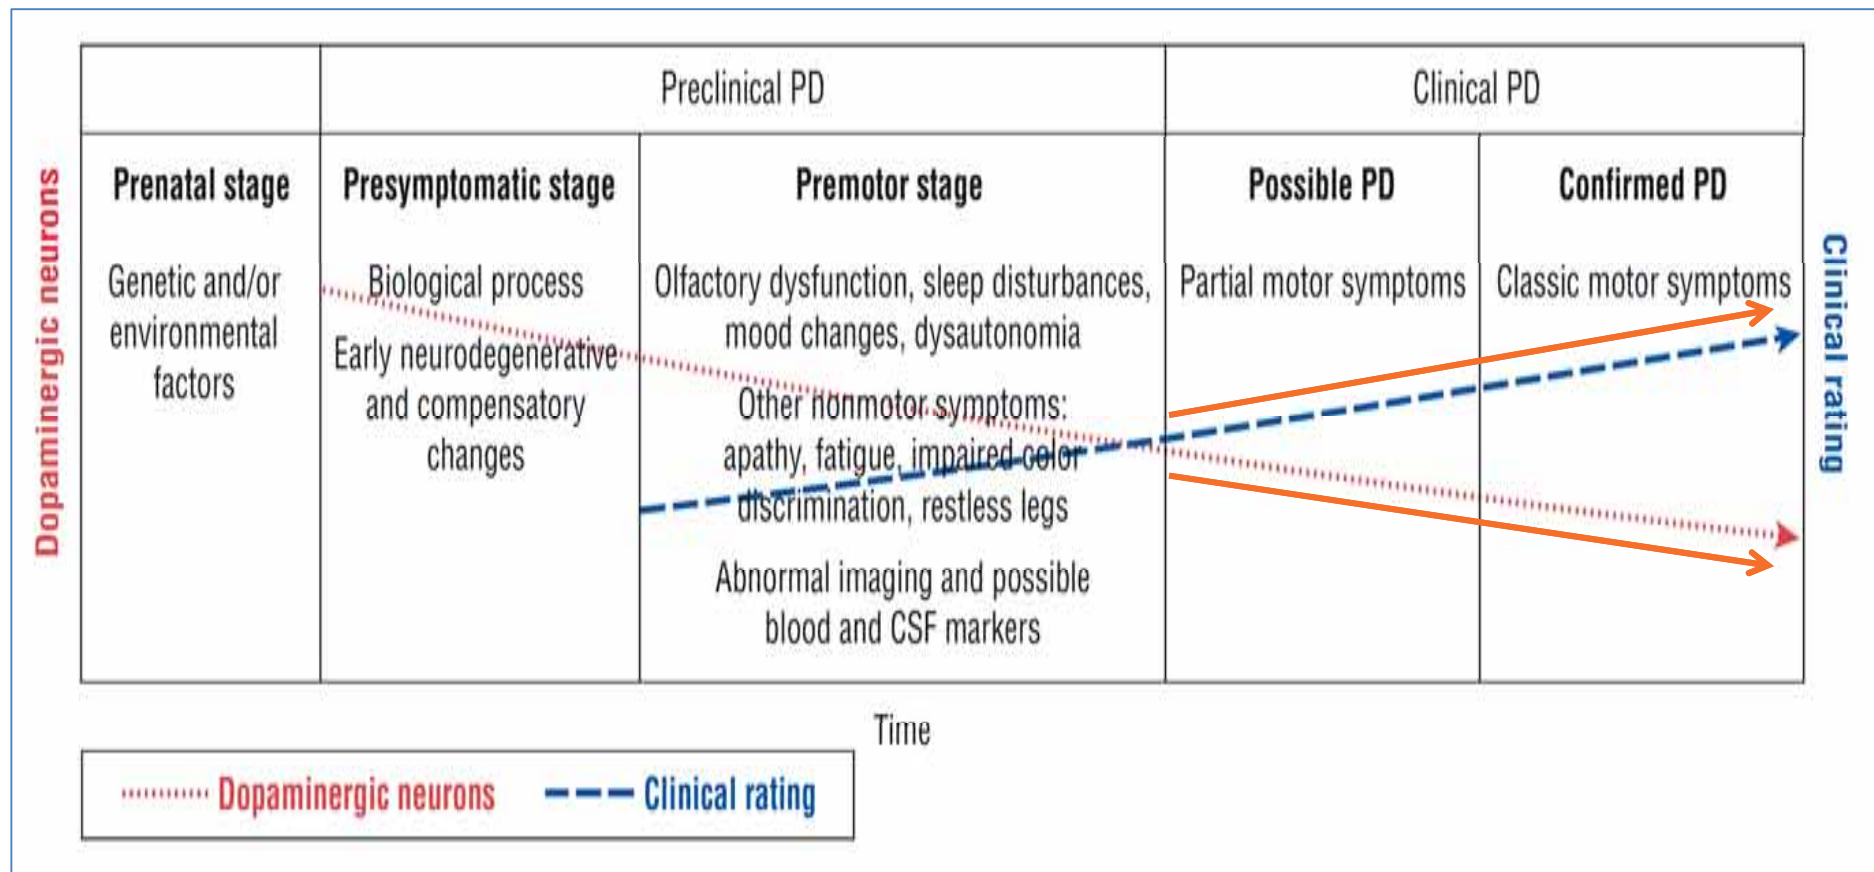 Preclinical PD
Clinical PD
Prenatal stage
Genetic and/or
environmental
factors
Presymptomatic stage
Biological process
Early neurodegenerative
and compensatory
changes
Premotor stage
Olfactory dysfunction, sleep disturbances,
mood changes, dysautonomia
Other nonmotor symptoms:
apathy, fatigue, impaired color
discrimination, restless legs
Abnormal imaging and possible
blood and CSF markers
Possible PD
Partial motor symptoms
Confirmed PD
Classic motor symptoms
Dopaminergic neurons
Clinical rating
Time
Dopaminergic neurons
Clinical rating